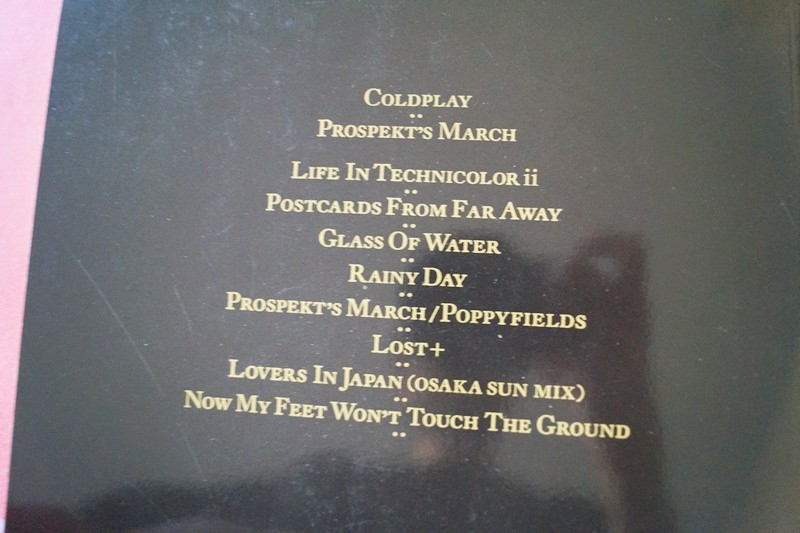 Coldplay
Prospekt's March
Life In Technicolor ii
Postcards From Far Away
Glass Of Water
Rainy Day
Prospekt's March/Poppyfields
Lost+
Lovers In Japan (Osaka Sun Mix)
Now My Feet Won't Touch The Ground